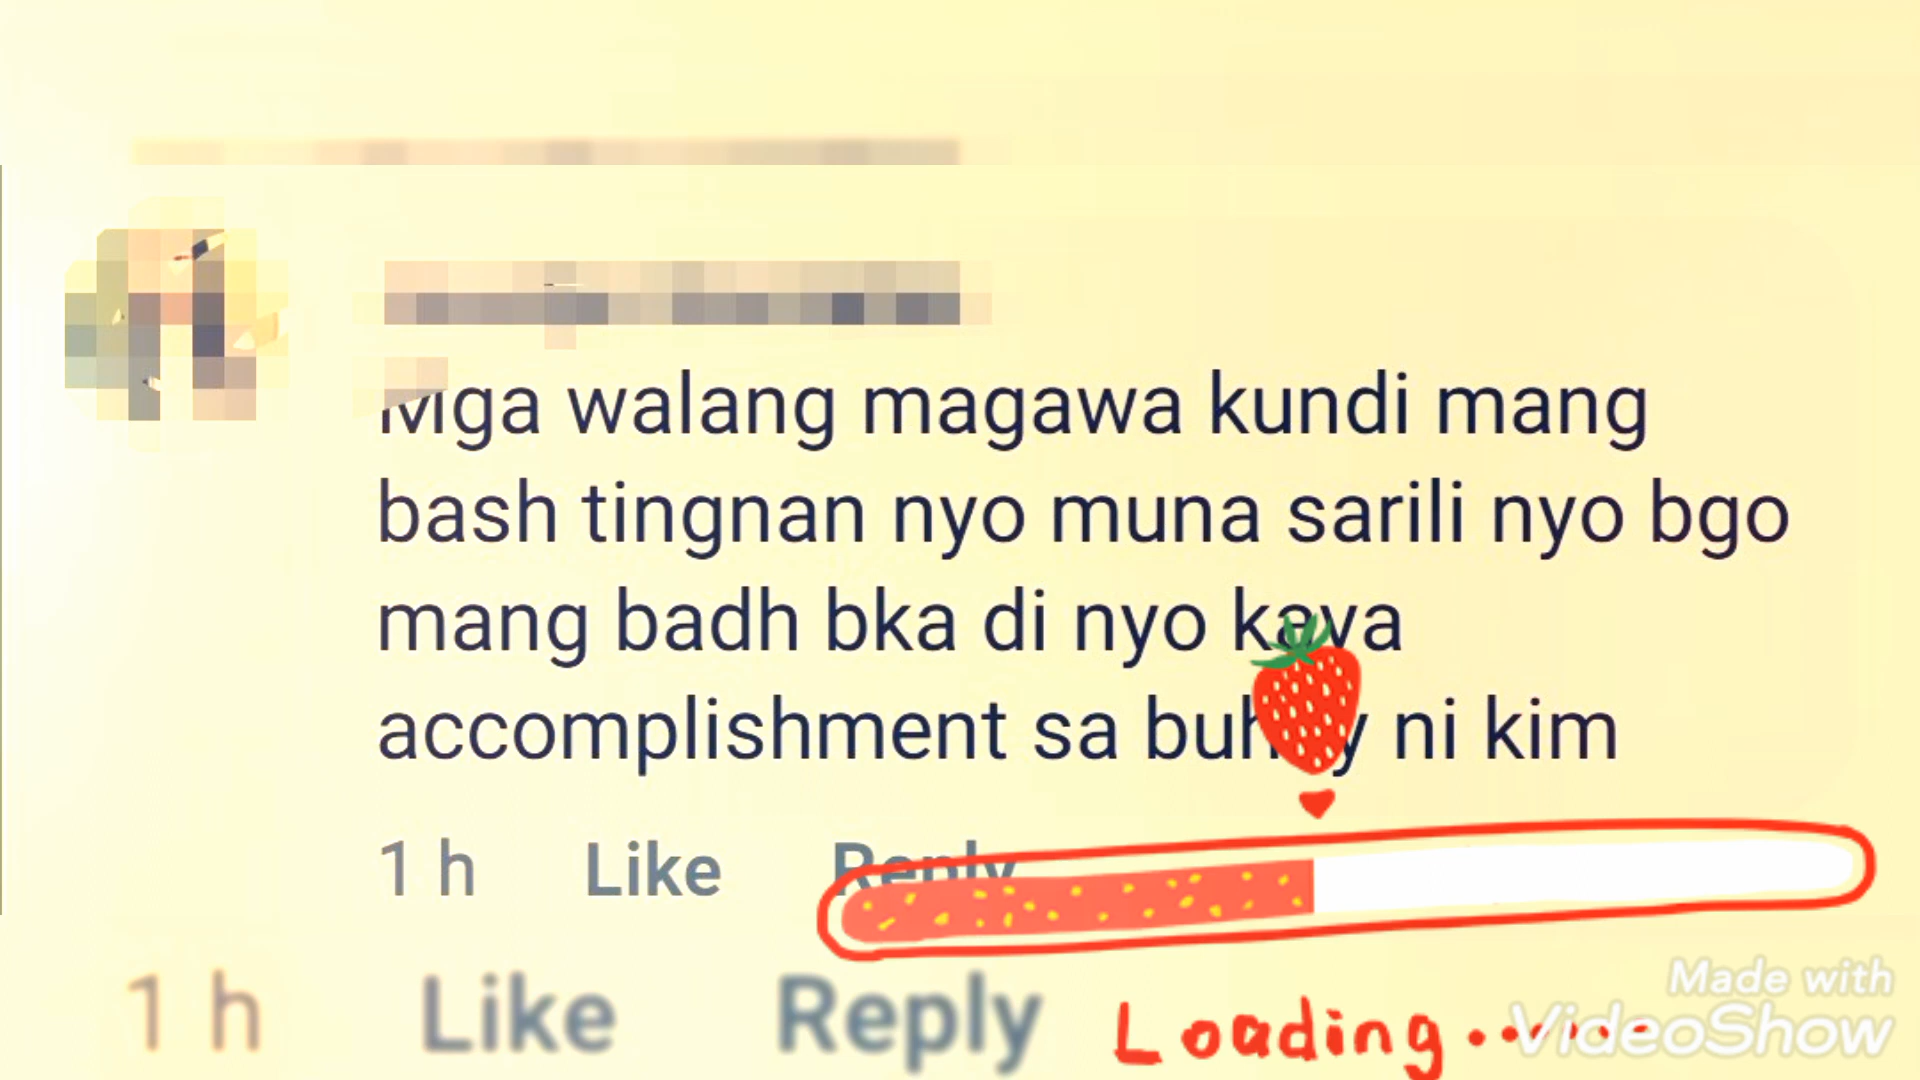 Mga walang magawa kundi mang
bash tingnan nyo muna sarili nyo bgo
mang badh bka di nyo kaya
accomplishment sa buhay ni kim
1 h Like Reply
1 h Like Reply
Loading......
Made with
VideoShow